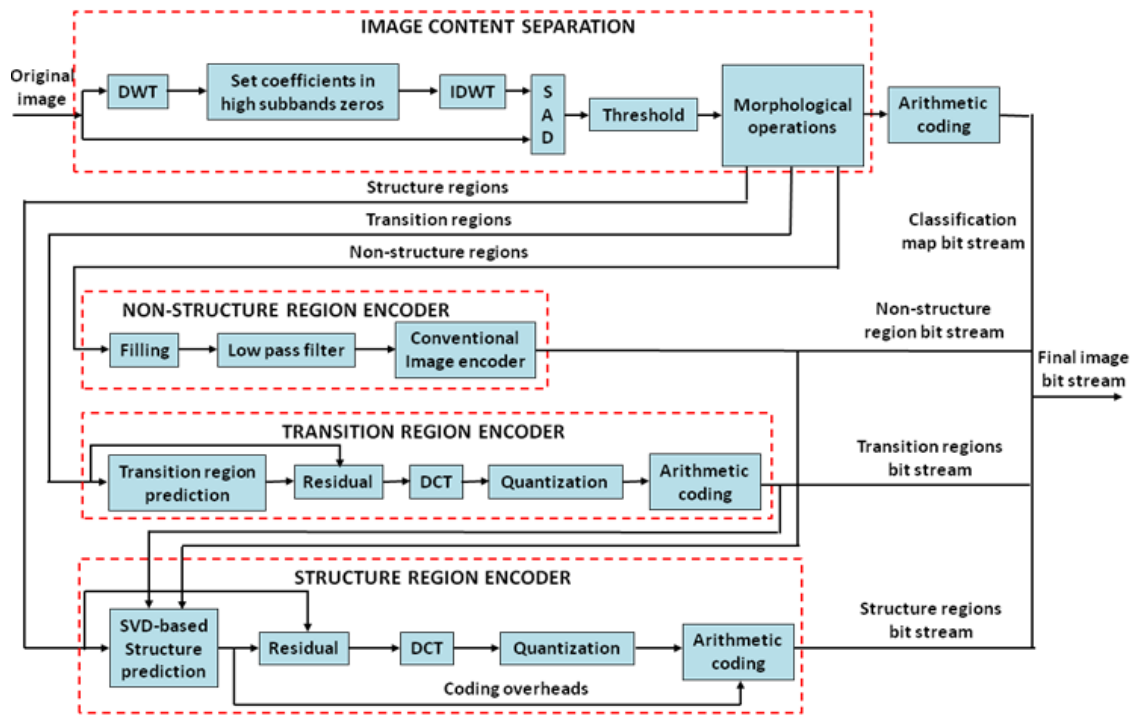 IMAGE CONTENT SEPARATION
Original
image
DWT
Set coefficients in
high subbands zeros
IDWT
S
A
D
Threshold
Morphological
operations
Arithmetic
coding
Structure regions
Transition regions
Non-structure regions
Classification
map bit stream
NON-STRUCTURE REGION ENCODER
Filling
Low pass filter
Conventional
Image encoder
Non-structure
region bit stream
Final image
bit stream
TRANSITION REGION ENCODER
Transition region
prediction
Residual
DCT
Quantization
Arithmetic
coding
Transition regions
bit stream
STRUCTURE REGION ENCODER
SVD-based
Structure
prediction
Residual
DCT
Quantization
Arithmetic
coding
Coding overheads
Structure regions
bit stream